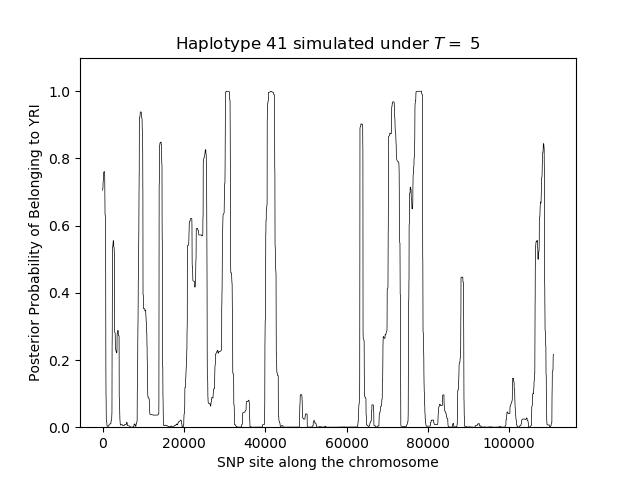 Haplotype 41 simulated under T = 5
Posterior Probability of Belonging to YRI
1.0
0.8
0.6
0.4
0.2
0.0
0 20000 40000 60000 80000 100000
SNP site along the chromosome